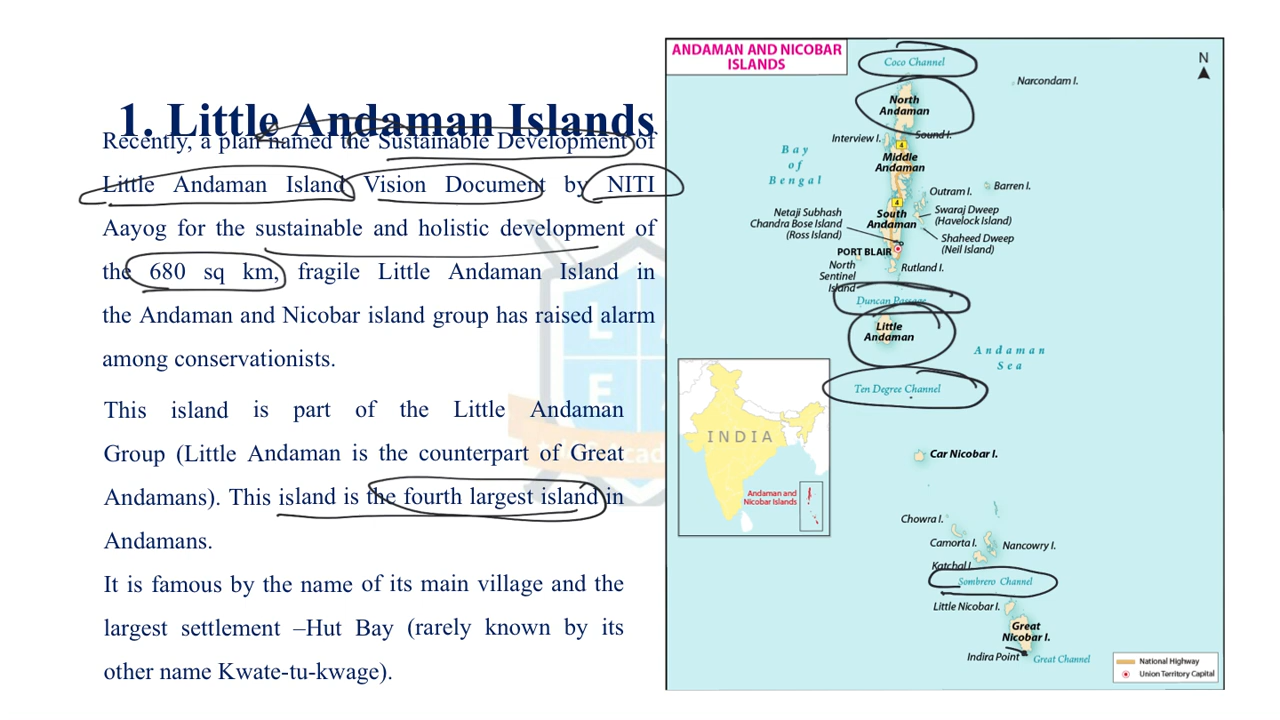 1. Little Andaman Islands
Recently, a plan named the Sustainable Development of
Little Andaman Island Vision Document by NITI
Aayog for the sustainable and holistic development of
the 680 sq km, fragile Little Andaman Island in
the Andaman and Nicobar island group has raised alarm
among conservationists.
This island is part of the Little Andaman
Group (Little Andaman is the counterpart of Great
Andamans). This island is the fourth largest island in
Andamans.
It is famous by the name of its main village and the
largest settlement –Hut Bay (rarely known by its
other name Kwate-tu-kwage).
ANDAMAN AND NICOBAR
ISLANDS
Coco Channel
N
Narcondam I.
North
Andaman
Interview I.
Sound I.
4
Middle
Andaman
Bay
of
Bengal
Outram I.
Barren I.
4
South
Andaman
Swaraj Dweep
(Havelock Island)
Netaji Subhash
Chandra Bose Island
(Ross Island)
Shaheed Dweep
(Neil Island)
PORT BLAIR
North
Sentinel
Island
Rutland I.
Duncan Passage
Little
Andaman
Andaman
Sea
Ten Degree Channel
INDIA
Andaman and
Nicobar Islands
Car Nicobar I.
Chowra I.
Camorta I.
Nancowry I.
Katchal I.
Sombrero Channel
Little Nicobar I.
Great
Nicobar I.
Indira Point
Great Channel
National Highway
Union Territory Capital